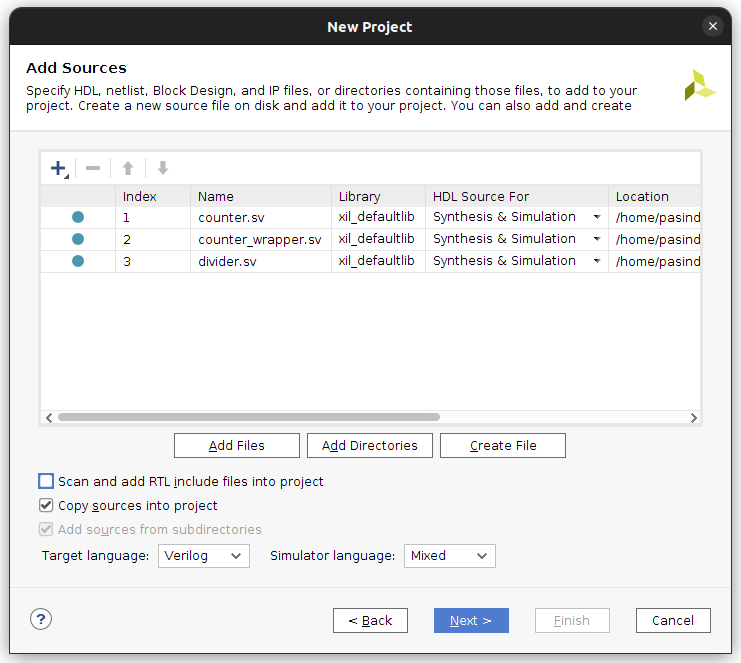 New Project
Add Sources
Specify HDL, netlist, Block Design, and IP files, or directories containing those files, to add to your
project. Create a new source file on disk and add it to your project. You can also add and create
Index Name Library HDL Source For Location
1 counter.sv xil_defaultlib Synthesis & Simulation /home/pasind
2 counter_wrapper.sv xil_defaultlib Synthesis & Simulation /home/pasind
3 divider.sv xil_defaultlib Synthesis & Simulation /home/pasind
Add Files Add Directories Create File
Scan and add RTL include files into project
Copy sources into project
Add sources from subdirectories
Target language: Verilog Simulator language: Mixed
? < Back Next > Finish Cancel